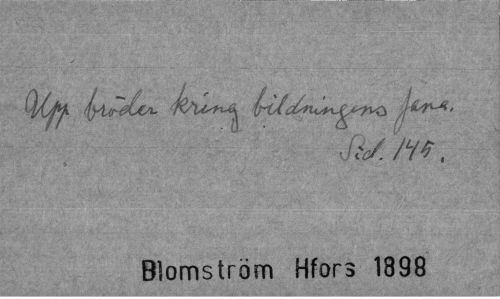 Upp bröder kring bildningens fana.
Sid. 145.
Blomström Hfors 1898